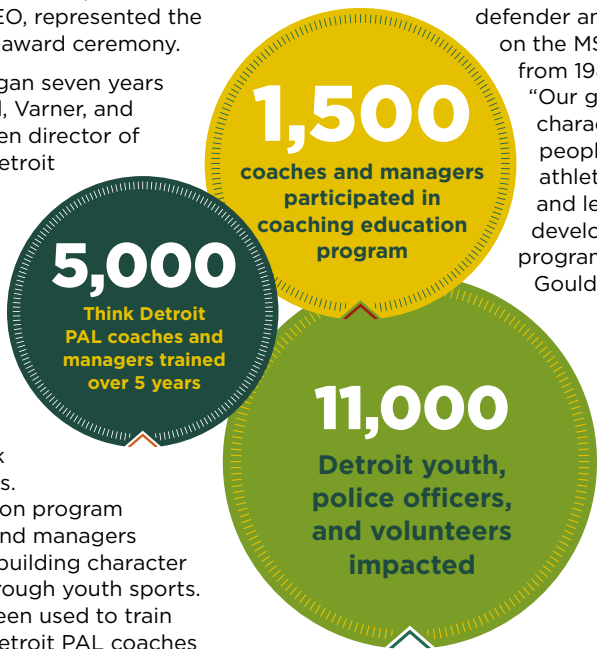 EO, represented the
award ceremony.
gan seven years
, Varner, and
en director of
etroit
k
s.
on program
nd managers
building character
rough youth sports.
een used to train
etroit PAL coaches
5,000
Think Detroit
PAL coaches and
managers trained
over 5 years
1,500
coaches and managers
participated in
coaching education
program
11,000
Detroit youth,
police officers,
and volunteers
impacted
defender an
on the MS
from 19
“Our g
charac
peopl
athlet
and le
develo
program
Gould